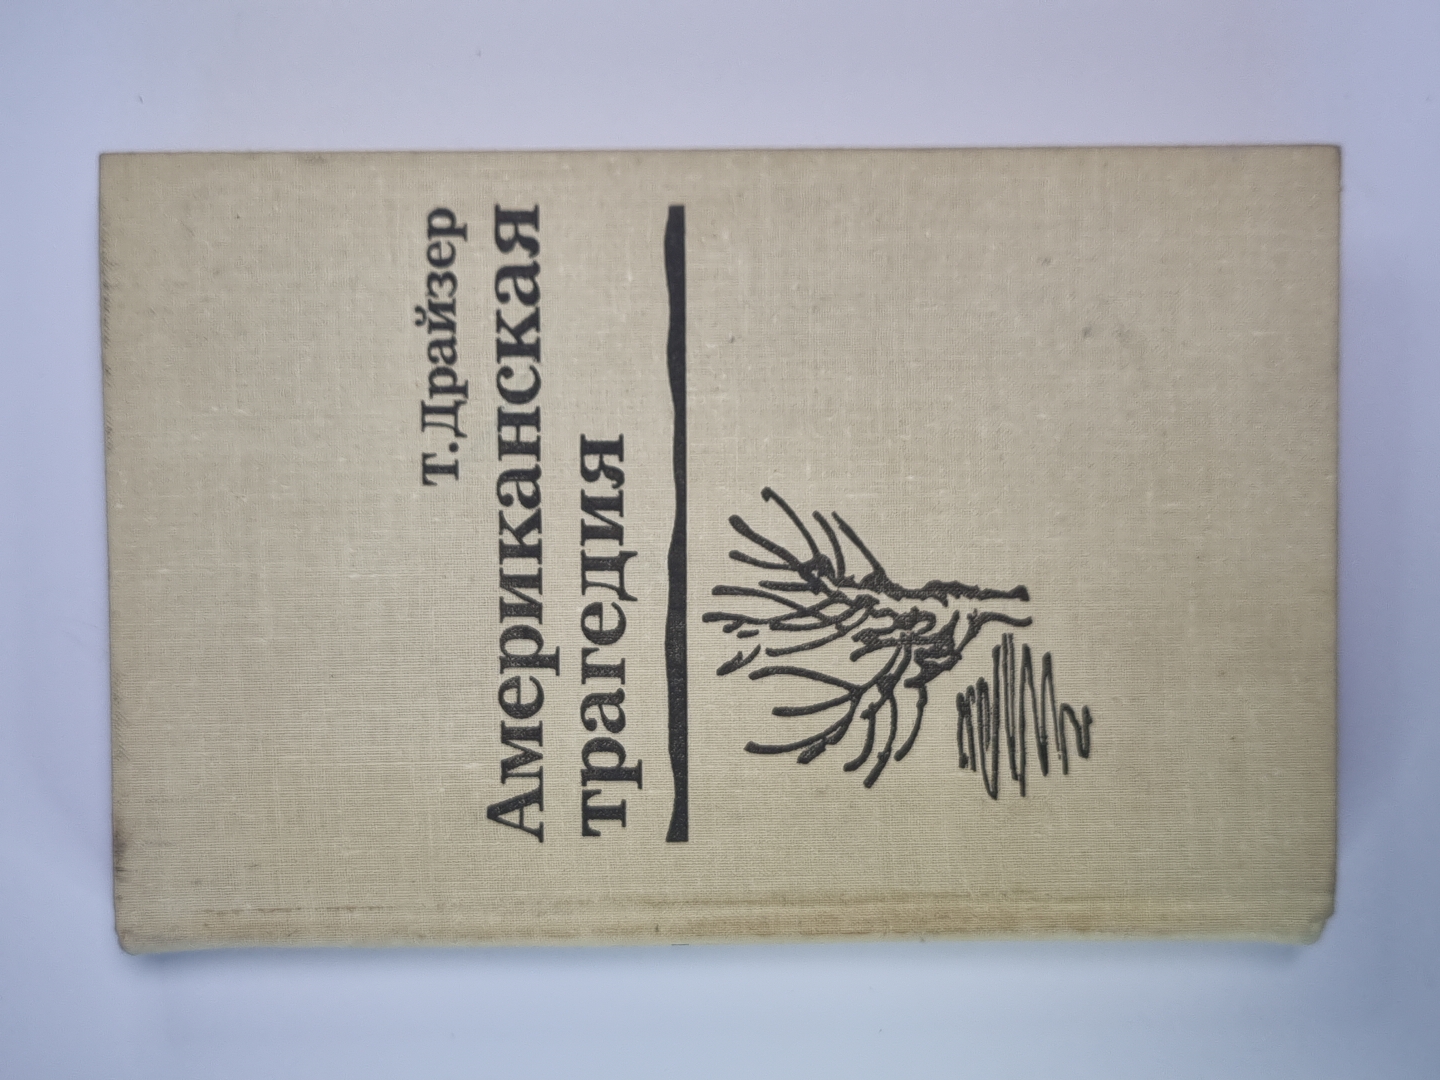 Т. Драйзер
Американская
трагедия